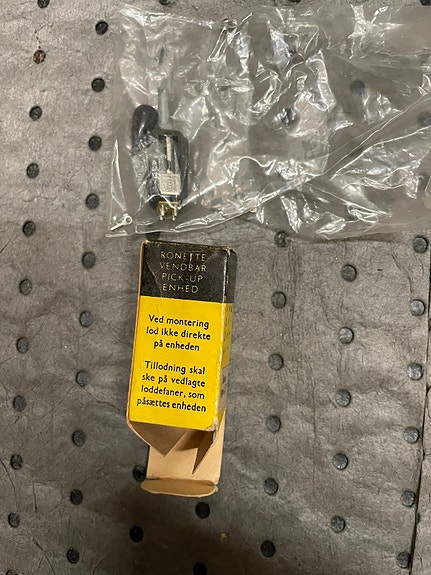 RONETTE
VENDBAR
PICK-UP
ENHED
Ved montering
lod ikke direkte
på enheden
Tillodning skal
ske på vedlagte
loddefaner, som
påsættes enheden